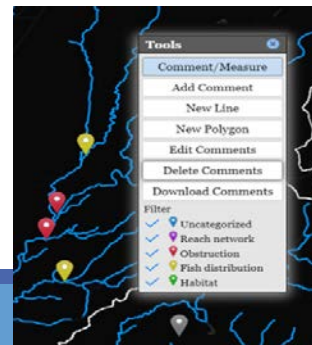 Tools
Comment/Measure
Add Comment
New Line
New Polygon
Edit Comments
Delete Comments
Download Comments
Filter
Uncategorized
Reach network
Obstruction
Fish distribution
Habitat